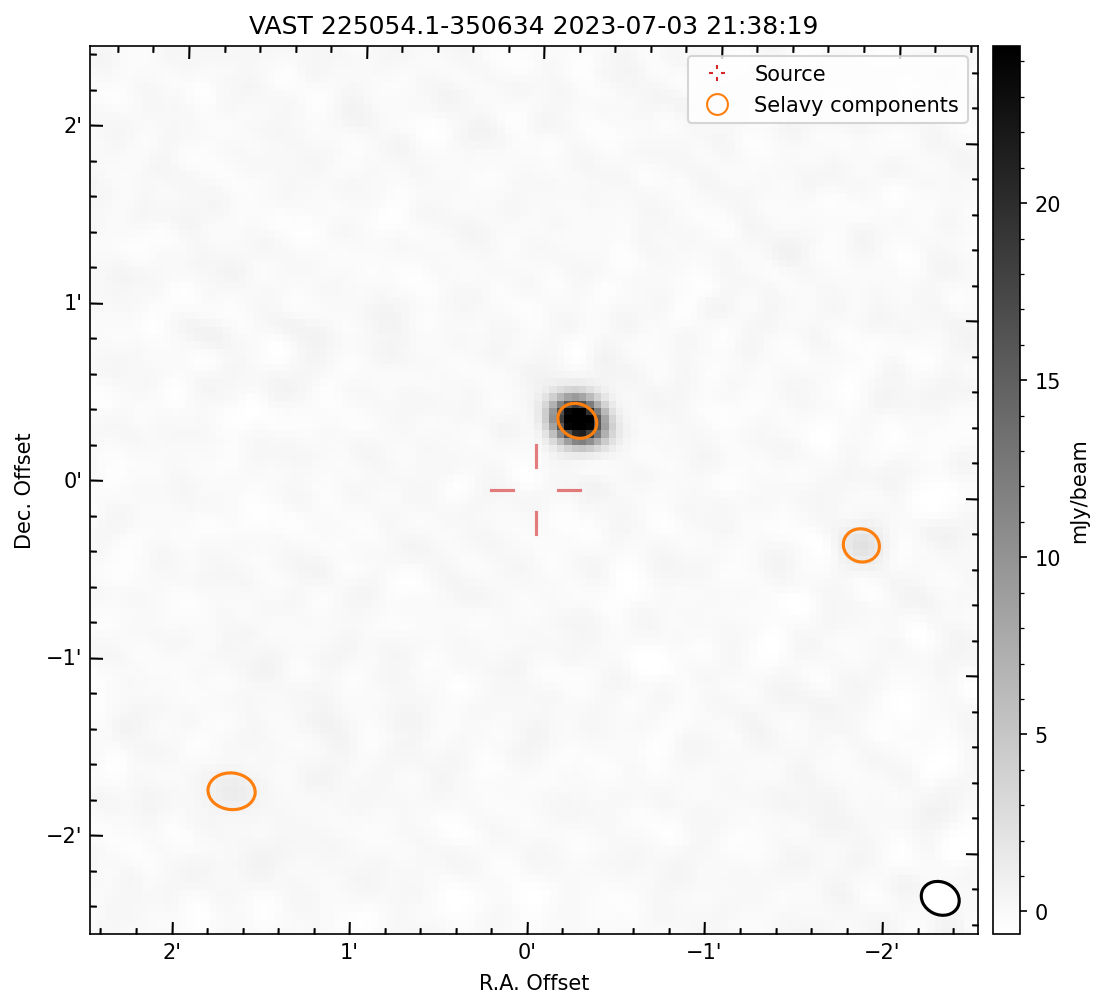 VAST 225054.1-350634 2023-07-03 21:38:19
Source
Selavy components
2'
1'
0'
−1'
−2'
Dec. Offset
2'
1'
0'
−1'
−2'
R.A. Offset
20
15
10
5
0
mJy/beam